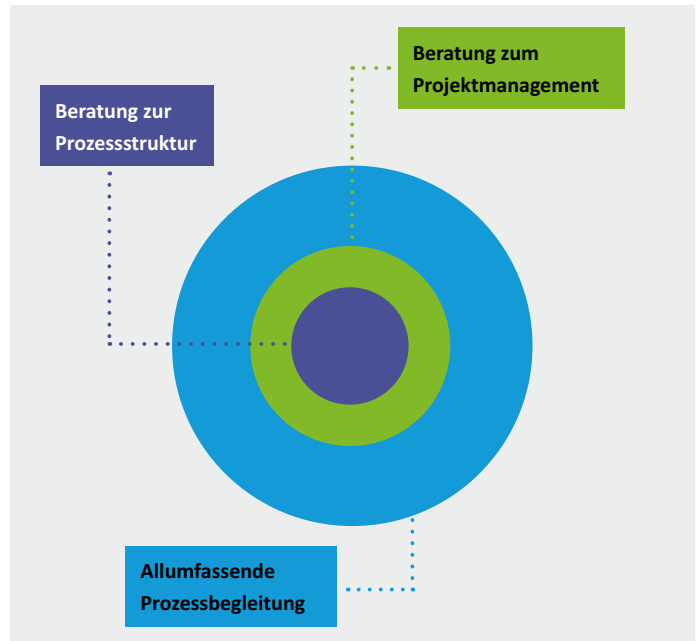 Beratung zum
Projektmanagement
Beratung zur
Prozessstruktur
Allumfassende
Prozessbegleitung